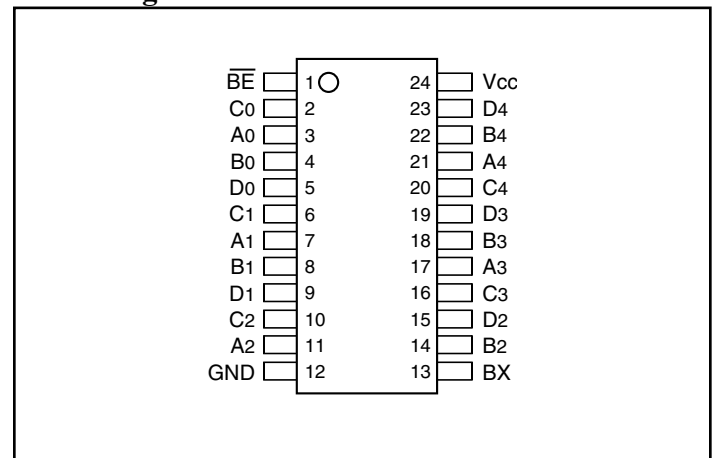 B̅E̅ 1 24 Vcc
C0 2 23 D4
A0 3 22 B4
B0 4 21 A4
D0 5 20 C4
C1 6 19 D3
A1 7 18 B3
B1 8 17 A3
D1 9 16 C3
C2 10 15 D2
A2 11 14 B2
GND 12 13 BX